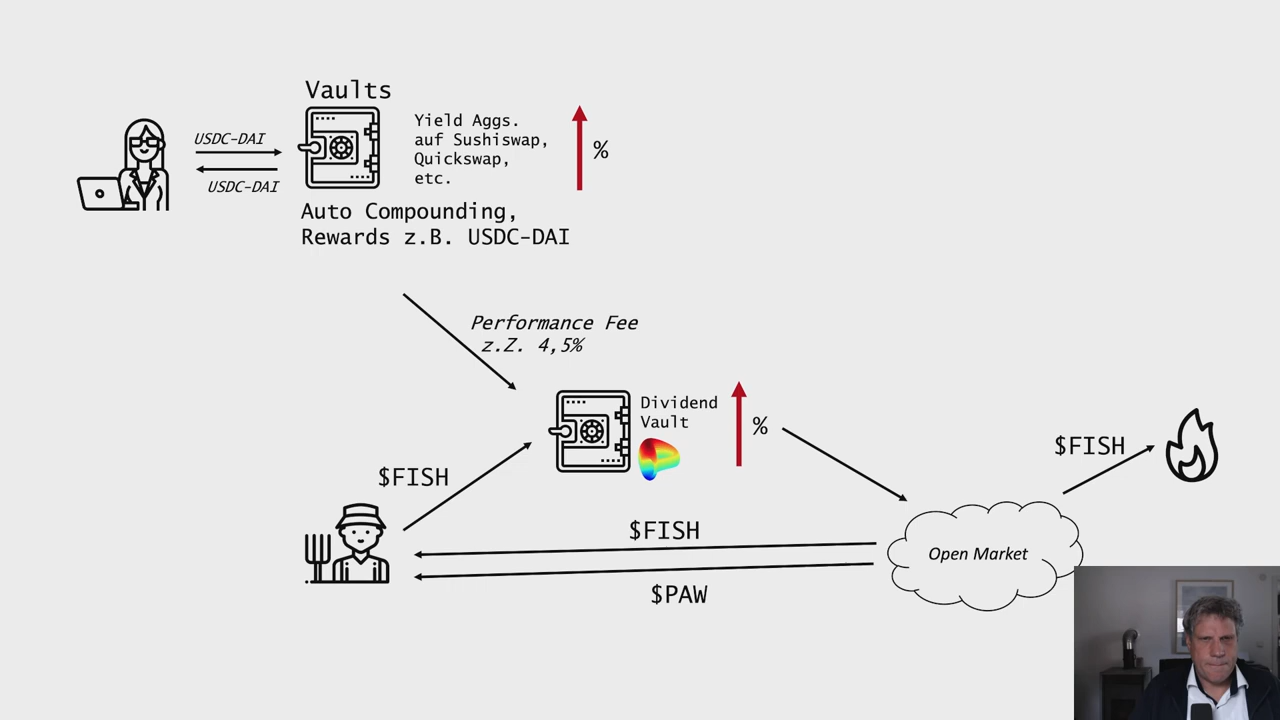 Vaults
USDC-DAI
USDC-DAI
Yield Aggs.
auf Sushiswap,
Quickswap,
etc.
%
Auto Compounding,
Rewards z.B. USDC-DAI
Performance Fee
z.Z. 4,5%
Dividend
Vault
%
$FISH
$FISH
$FISH
$PAW
Open Market